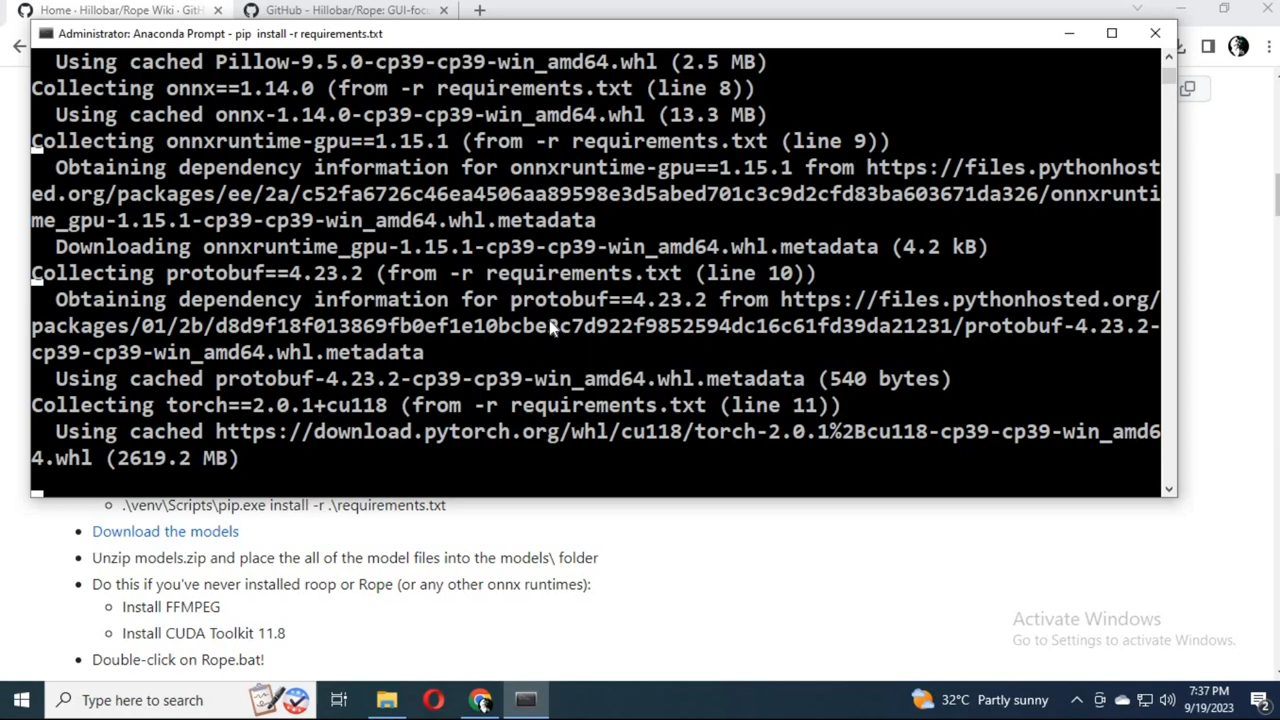 Home · Hillobar/Rope Wiki · GitH
GitHub - Hillobar/Rope: GUI-focu
Administrator: Anaconda Prompt - pip install -r requirements.txt
Using cached Pillow-9.5.0-cp39-cp39-win_amd64.whl (2.5 MB)
Collecting onnx==1.14.0 (from -r requirements.txt (line 8))
Using cached onnx-1.14.0-cp39-cp39-win_amd64.whl (13.3 MB)
Collecting onnxruntime-gpu==1.15.1 (from -r requirements.txt (line 9))
Obtaining dependency information for onnxruntime-gpu==1.15.1 from https://files.pythonhost
ed.org/packages/ee/2a/c52fa6726c46ea4506aa89598e3d5abed701c3c9d2cfd83ba603671da326/onnxrunti
me_gpu-1.15.1-cp39-cp39-win_amd64.whl.metadata
Downloading onnxruntime_gpu-1.15.1-cp39-cp39-win_amd64.whl.metadata (4.2 kB)
Collecting protobuf==4.23.2 (from -r requirements.txt (line 10))
Obtaining dependency information for protobuf==4.23.2 from https://files.pythonhosted.org/
cp39-cp39-win_amd64.whl.metadata
Using cached protobuf-4.23.2-cp39-cp39-win_amd64.whl.metadata (540 bytes)
Collecting torch==2.0.1+cu118 (from -r requirements.txt (line 11))
Using cached https://download.pytorch.org/whl/cu118/torch-2.0.1%2Bcu118-cp39-cp39-win_amd6
4.whl (2619.2 MB)
.\venv\Scripts\pip.exe install -r .\requirements.txt
Download the models
Unzip models.zip and place the all of the model files into the models\ folder
Do this if you've never installed roop or Rope (or any other onnx runtimes):
Install FFMPEG
Install CUDA Toolkit 11.8
Double-click on Rope.bat!
Activate Windows
Go to Settings to activate Windows.
Type here to search
32°C Partly sunny
7:37 PM
9/19/2023
2